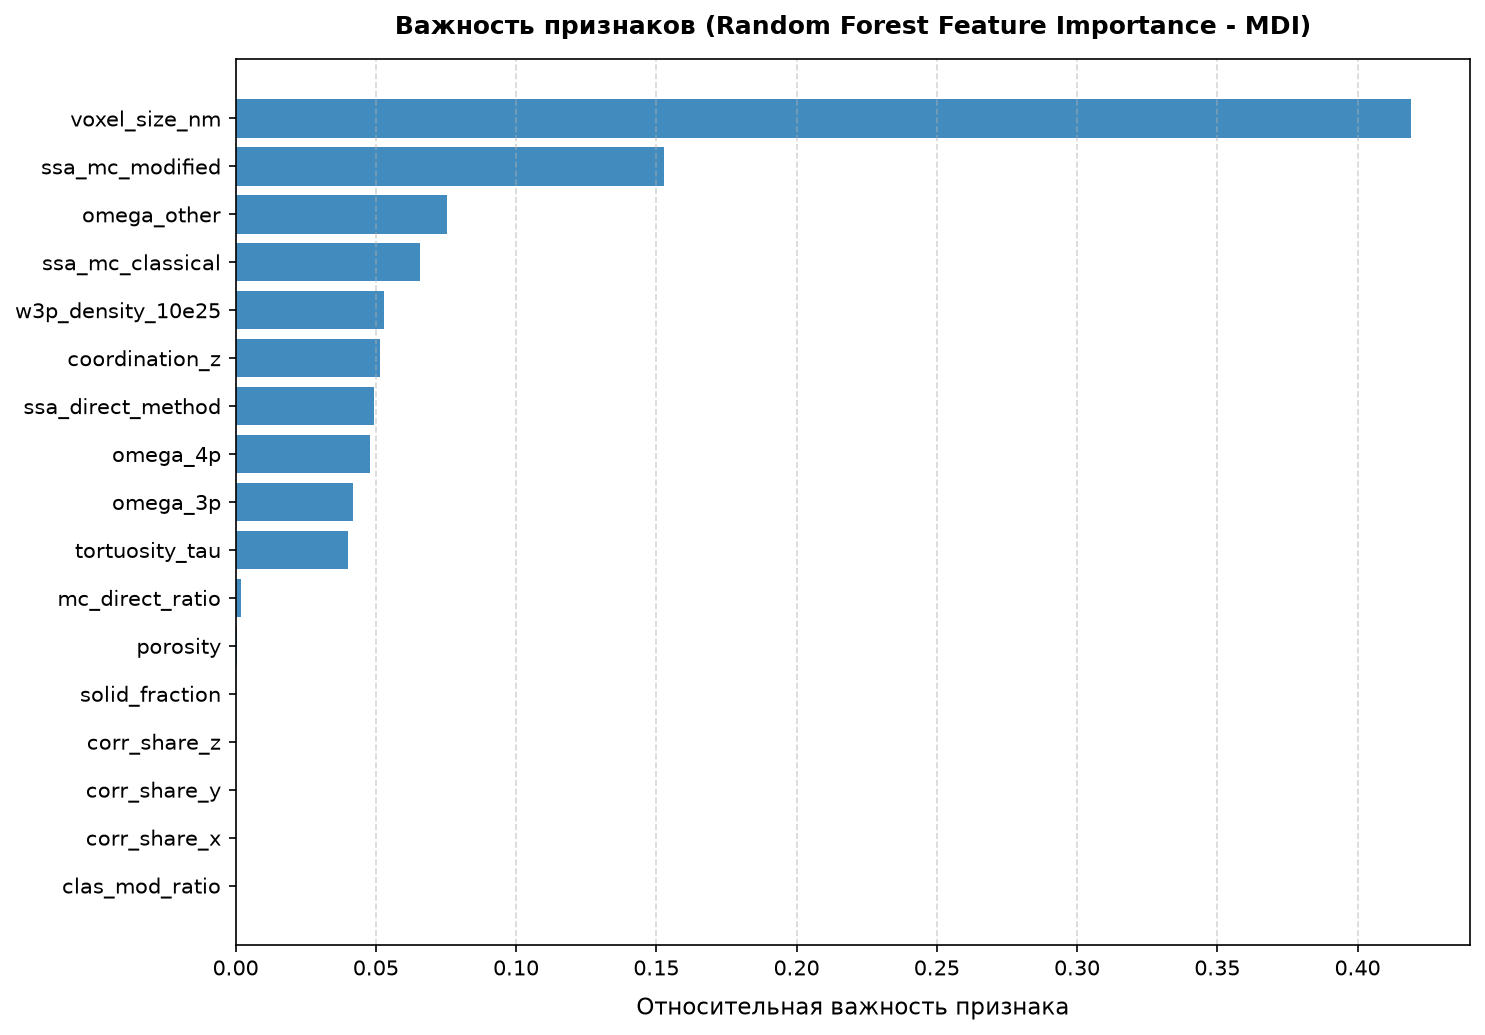 Важность признаков (Random Forest Feature Importance - MDI)
voxel_size_nm
ssa_mc_modified
omega_other
ssa_mc_classical
w3p_density_10e25
coordination_z
ssa_direct_method
omega_4p
omega_3p
tortuosity_tau
mc_direct_ratio
porosity
solid_fraction
corr_share_z
corr_share_y
corr_share_x
clas_mod_ratio
0.00 0.05 0.10 0.15 0.20 0.25 0.30 0.35 0.40
Относительная важность признака